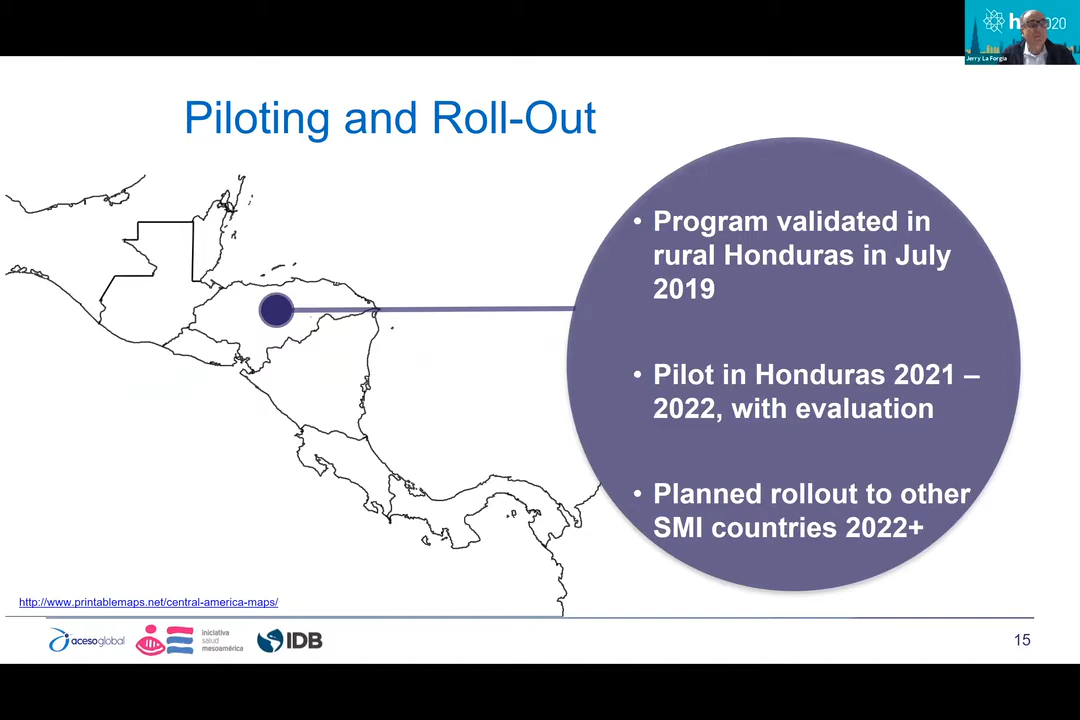 Jerry La Forgia
Piloting and Roll-Out
• Program validated in
rural Honduras in July
2019
• Pilot in Honduras 2021 –
2022, with evaluation
• Planned rollout to other
SMI countries 2022+
http://www.printablemaps.net/central-america-maps/
acesoglobal
iniciativa
salud
mesoamérica
IDB
15